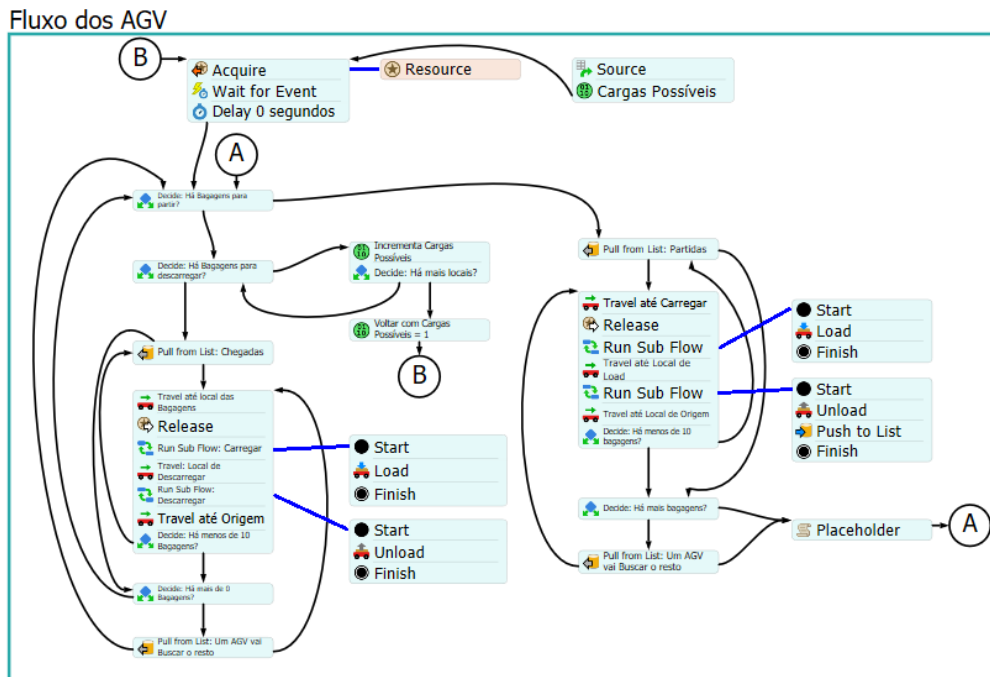 Fluxo dos AGV
B
Acquire
Wait for Event
Delay 0 segundos
Resource
Source
Cargas Possíveis
A
Decide: Há Bagagens para
partir?
Decide: Há Bagagens para
descarregar?
Incrementa Cargas
Possíveis
Decide: Há mais locais?
Voltar com Cargas
Possíveis = 1
B
Pull from List: Chegadas
Travel até local das
Bagagens
Release
Run Sub Flow: Carregar
Travel: Local de
Descarregar
Run Sub Flow:
Descarregar
Travel até Origem
Decide: Há menos de 10
Bagagens?
Start
Load
Finish
Start
Unload
Finish
Decide: Há mais de 0
Bagagens?
Pull from List: Um AGV vai
Buscar o resto
Pull from List: Partidas
Travel até Carregar
Release
Run Sub Flow
Travel até Local de
Load
Run Sub Flow
Travel até Local de Origem
Decide: Há menos de 10
bagagens?
Start
Load
Finish
Start
Unload
Push to List
Finish
Decide: Há mais bagagens?
Pull from List: Um AGV
vai Buscar o resto
Placeholder
A